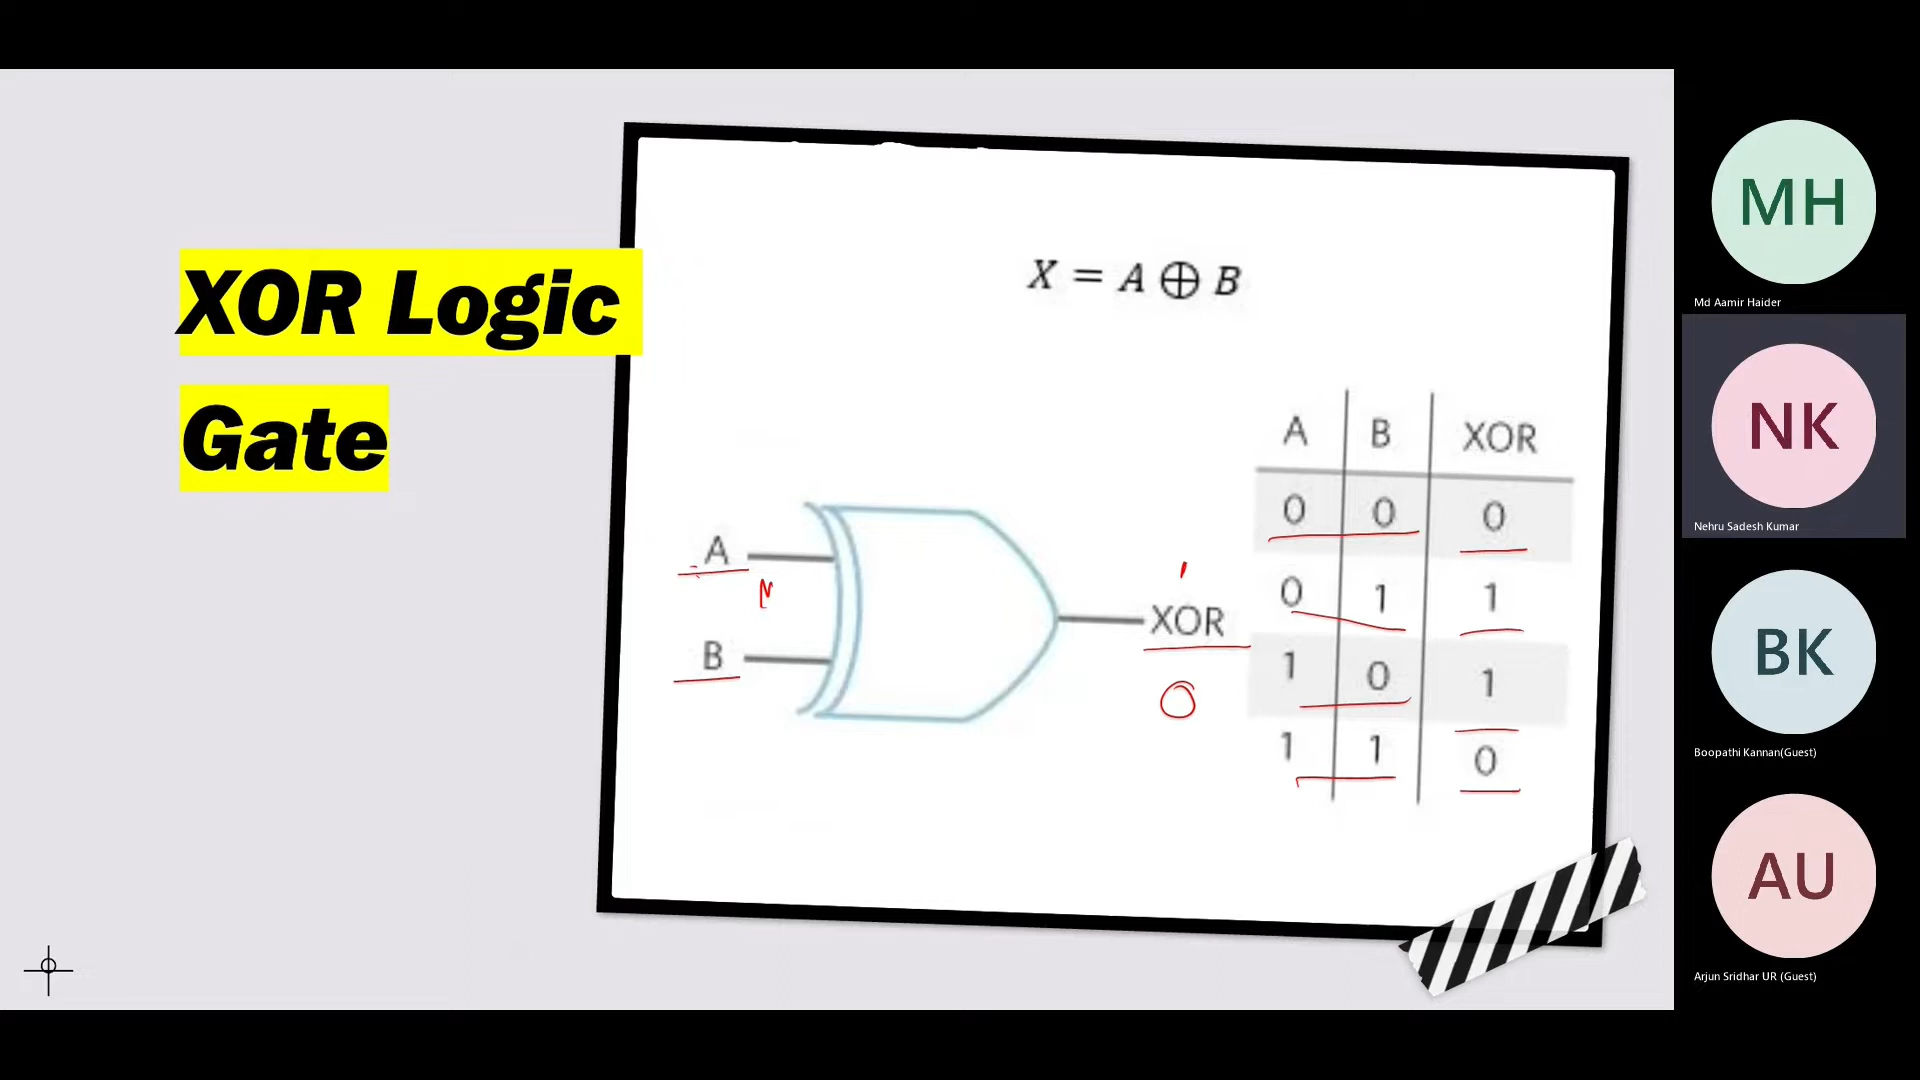 XOR Logic
Gate
X = A ⊕ B
A B XOR
0 0 0
0 1 1
1 0 1
1 1 0
A
B
XOR
0
MH
Md Aamir Haider
NK
Nehru Sadesh Kumar
BK
Boopathi Kannan(Guest)
AU
Arjun Sridhar UR (Guest)